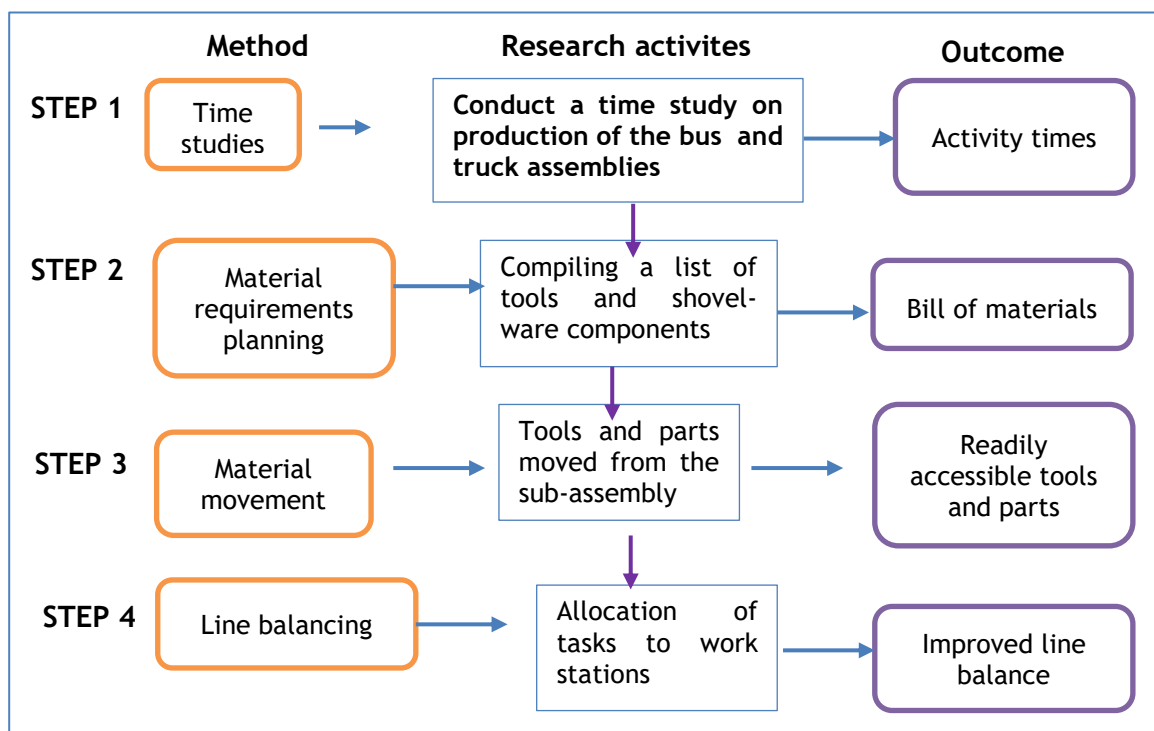 Method
Research activites
Outcome
STEP 1
Time
studies
Conduct a time study on
production of the bus and
truck assemblies
Activity times
STEP 2
Material
requirements
planning
Compiling a list of
tools and shovel-
ware components
Bill of materials
STEP 3
Material
movement
Tools and parts
moved from the
sub-assembly
Readily
accessible tools
and parts
STEP 4
Line balancing
Allocation of
tasks to work
stations
Improved line
balance